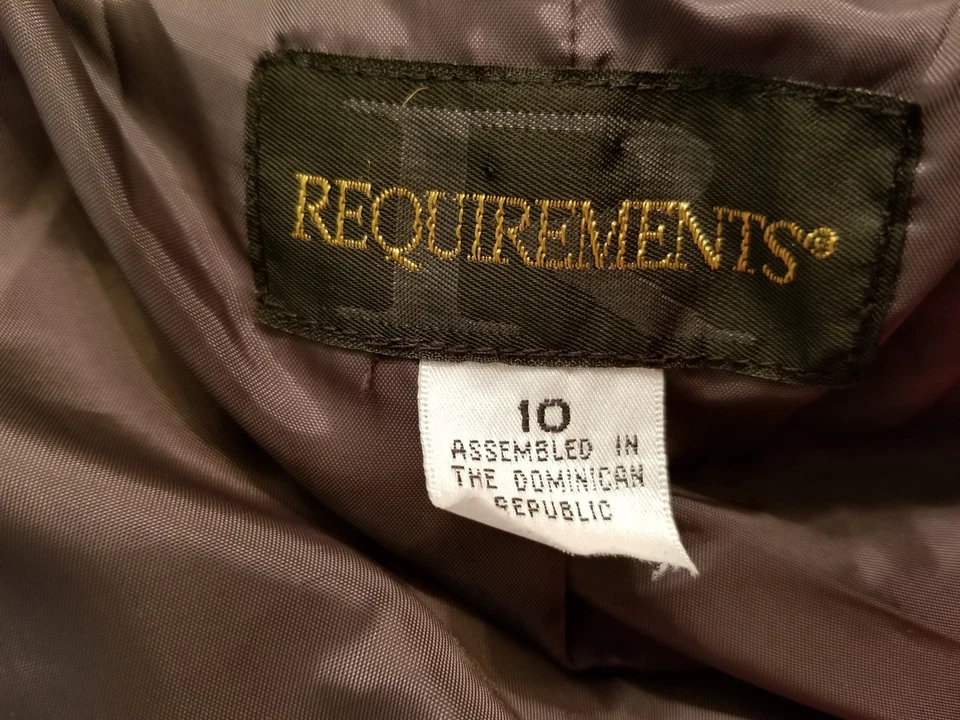 REQUIREMENTS®
10
ASSEMBLED IN
THE DOMINICAN
REPUBLIC